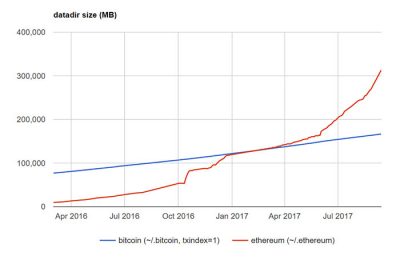 datadir size (MB)
400,000
300,000
200,000
100,000
0
Apr 2016 Jul 2016 Oct 2016 Jan 2017 Apr 2017 Jul 2017
bitcoin (~/.bitcoin, txindex=1) ethereum (~/.ethereum)